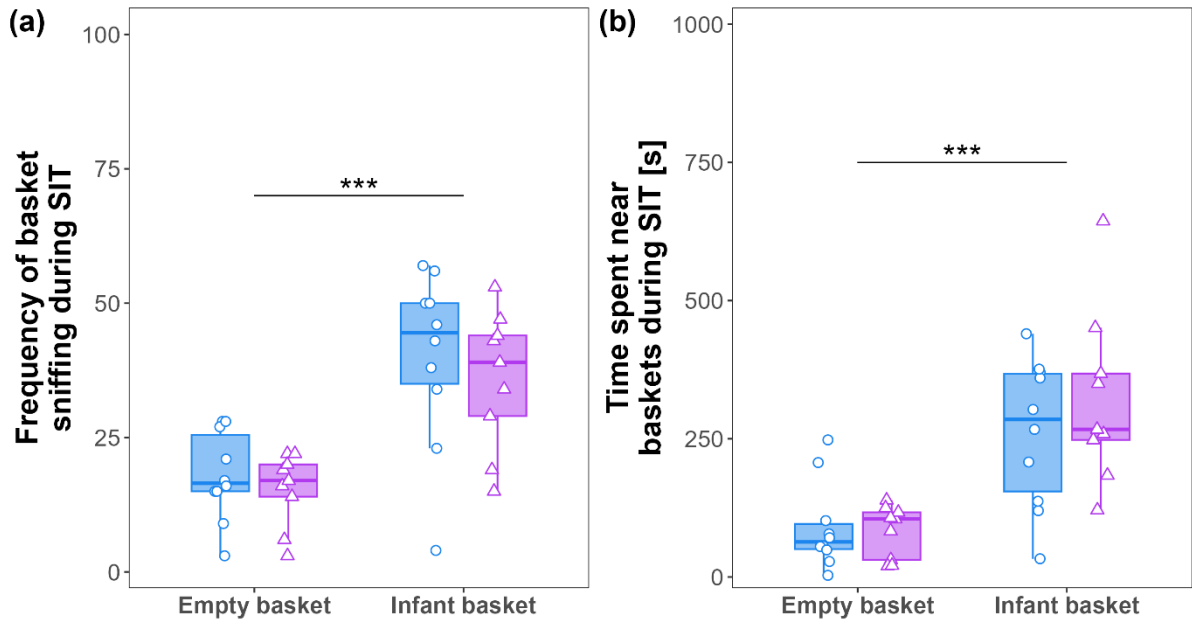 (a)
Frequency of basket
sniffing during SIT
100
75
50
25
0
***
Empty basket
Infant basket
(b)
Time spent near
baskets during SIT [s]
1000
750
500
250
0
***
Empty basket
Infant basket